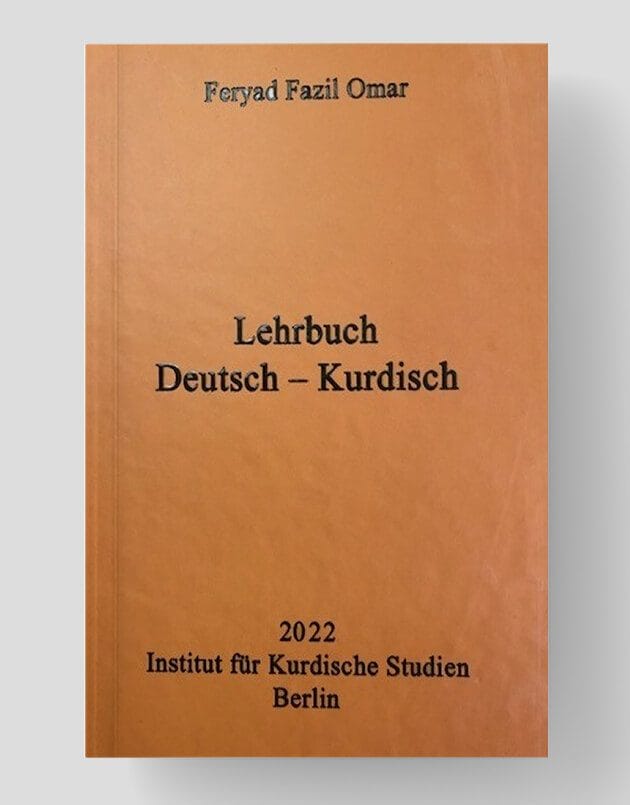 Feryad Fazil Omar
Lehrbuch
Deutsch – Kurdisch
2022
Institut für Kurdische Studien
Berlin